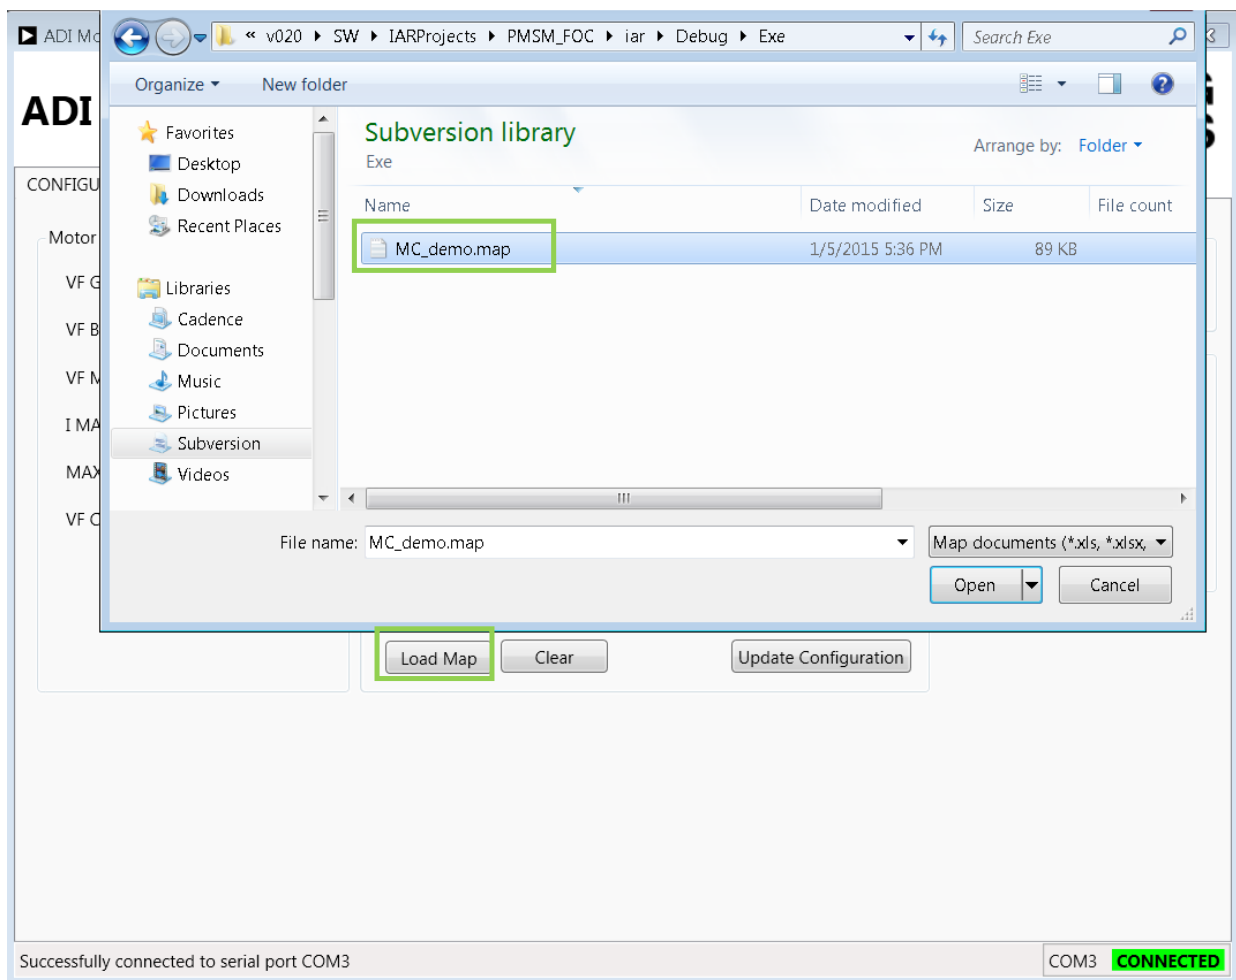 ADI Mo
« v020 ▸ SW ▸ IARProjects ▸ PMSM_FOC ▸ iar ▸ Debug ▸ Exe
Search Exe
Organize
New folder
ADI
Favorites
Desktop
Downloads
Recent Places
Libraries
Cadence
Documents
Music
Pictures
Subversion
Videos
Subversion library
Exe
Arrange by: Folder
Name Date modified Size File count
MC_demo.map 1/5/2015 5:36 PM 89 KB
File name: MC_demo.map
Map documents (*.xls, *.xlsx,
Open
Cancel
CONFIGU
Motor
VF G
VF B
VF M
I MA
MAX
VF C
Load Map
Clear
Update Configuration
Successfully connected to serial port COM3
COM3 CONNECTED